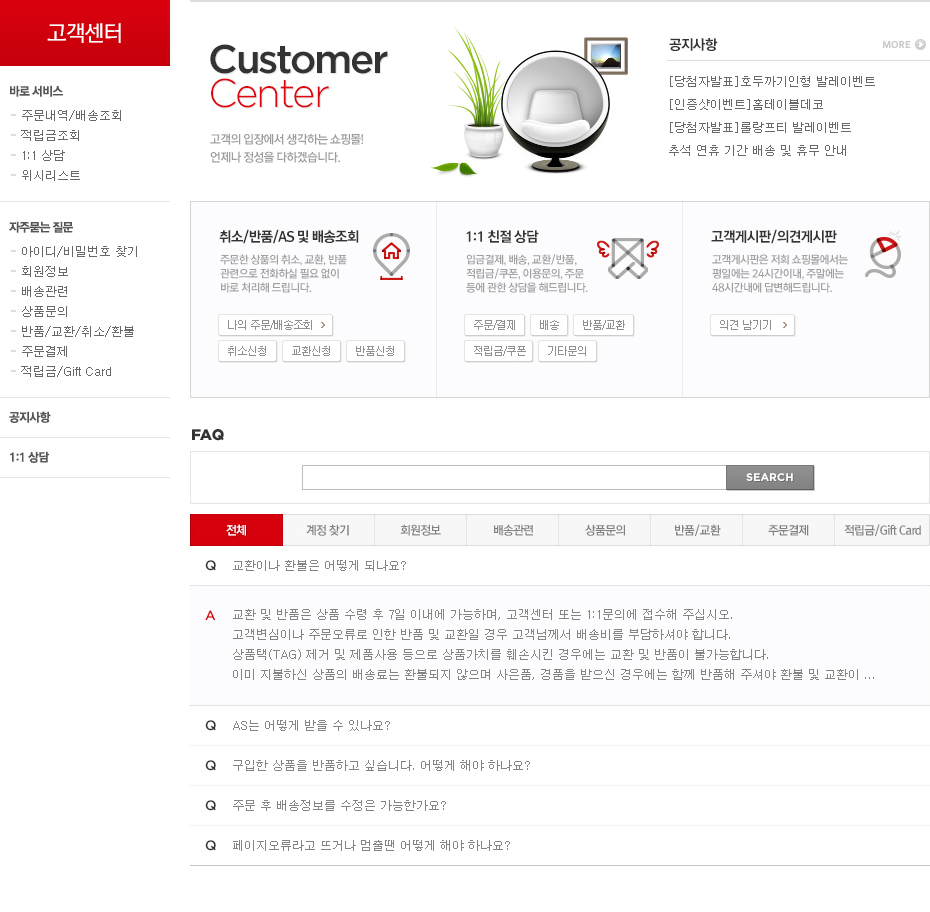 고객센터
바로 서비스
주문내역/배송조회
적립금조회
1:1 상담
위시리스트
자주묻는 질문
아이디/비밀번호 찾기
회원정보
배송관련
상품문의
반품/교환/취소/환불
주문결제
적립금/Gift Card
공지사항
1:1 상담
Customer
Center
고객의 입장에서 생각하는 쇼핑몰!
언제나 정성을 다하겠습니다.
공지사항
MORE
[당첨자발표]호두까기인형 발레이벤트
[인증샷이벤트]홈테이블데코
[당첨자발표]롤랑프티 발레이벤트
추석 연휴 기간 배송 및 휴무 안내
취소/반품/AS 및 배송조회
주문한 상품의 취소, 교환, 반품
관련으로 전화하실 필요 없이
바로 처리해 드립니다.
나의 주문/배송조회
취소신청 교환신청 반품신청
1:1 친절 상담
입금결제, 배송, 교환/반품,
적립금/쿠폰, 이용문의, 주문
등에 관한 상담을 해드립니다.
주문/결제 배송 반품/교환
적립금/쿠폰 기타문의
고객게시판/의견게시판
고객게시판은 저희 쇼핑몰에서는
평일에는 24시간이내, 주말에는
48시간내에 답변해드립니다.
의견 남기기
FAQ
SEARCH
전체 계정 찾기 회원정보 배송관련 상품문의 반품/교환 주문결제 적립금/Gift Card
Q 교환이나 환불은 어떻게 되나요?
A 교환 및 반품은 상품 수령 후 7일 이내에 가능하며, 고객센터 또는 1:1문의에 접수해 주십시오.
고객변심이나 주문오류로 인한 반품 및 교환일 경우 고객님께서 배송비를 부담하셔야 합니다.
상품택(TAG) 제거 및 제품사용 등으로 상품가치를 훼손시킨 경우에는 교환 및 반품이 불가능합니다.
이미 지불하신 상품의 배송료는 환불되지 않으며 사은품, 경품을 받으신 경우에는 함께 반품해 주셔야 환불 및 교환이 ...
Q AS는 어떻게 받을 수 있나요?
Q 구입한 상품을 반품하고 싶습니다. 어떻게 해야 하나요?
Q 주문 후 배송정보를 수정은 가능한가요?
Q 페이지오류라고 뜨거나 멈출땐 어떻게 해야 하나요?